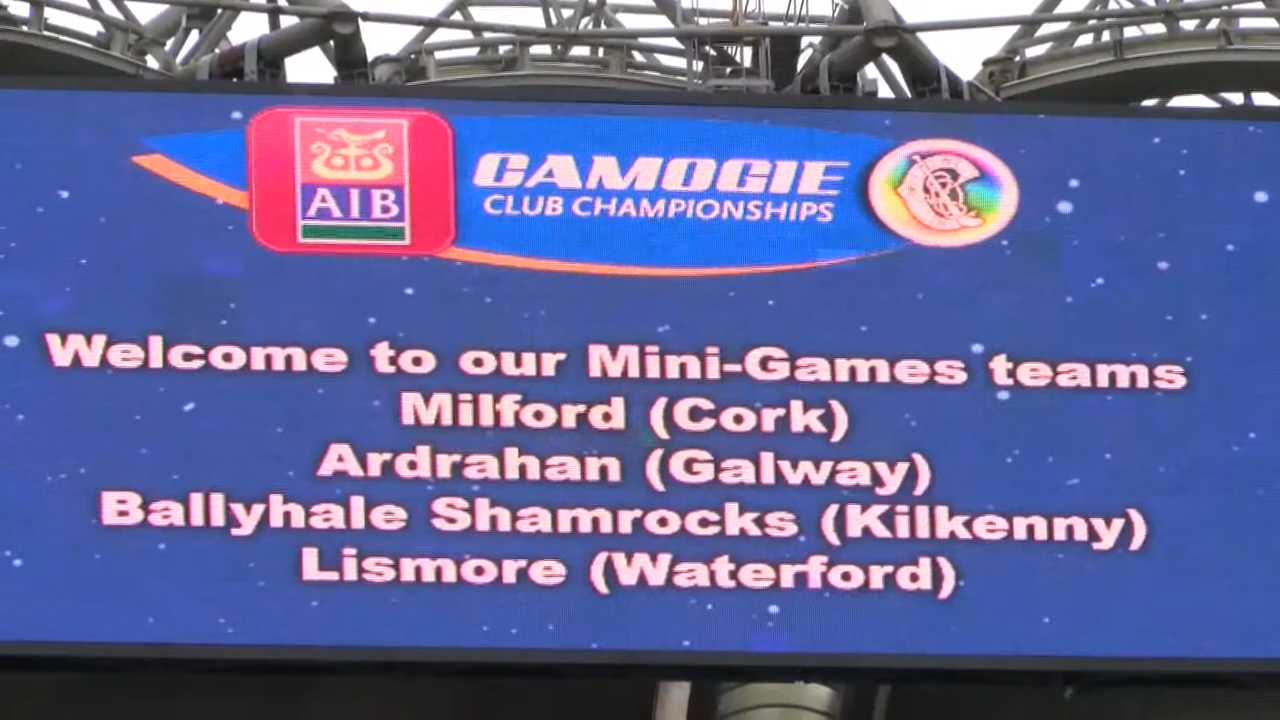 AIB
CAMOGIE
CLUB CHAMPIONSHIPS
Welcome to our Mini-Games teams
Milford (Cork)
Ardrahan (Galway)
Ballyhale Shamrocks (Kilkenny)
Lismore (Waterford)